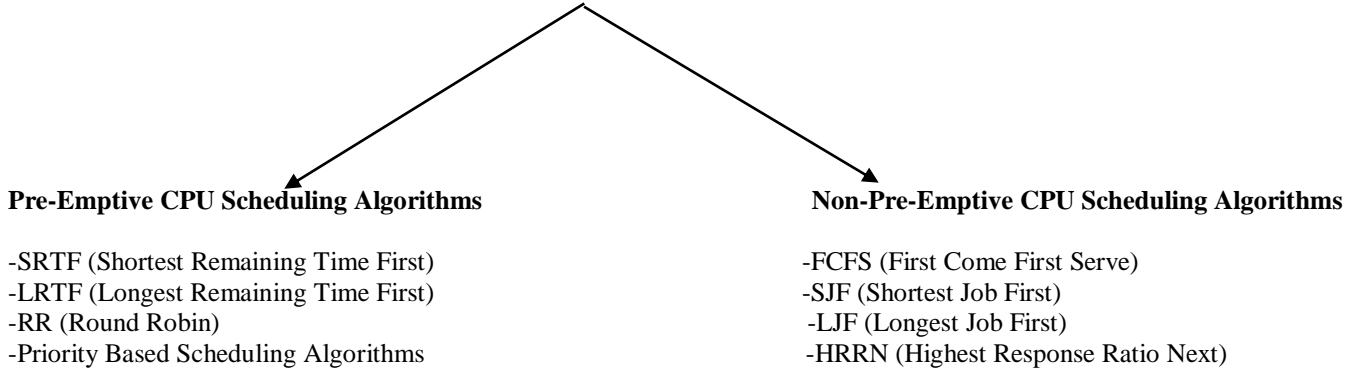 Pre-Emptive CPU Scheduling Algorithms
-SRTF (Shortest Remaining Time First)
-LRTF (Longest Remaining Time First)
-RR (Round Robin)
-Priority Based Scheduling Algorithms
Non-Pre-Emptive CPU Scheduling Algorithms
-FCFS (First Come First Serve)
-SJF (Shortest Job First)
-LJF (Longest Job First)
-HRRN (Highest Response Ratio Next)